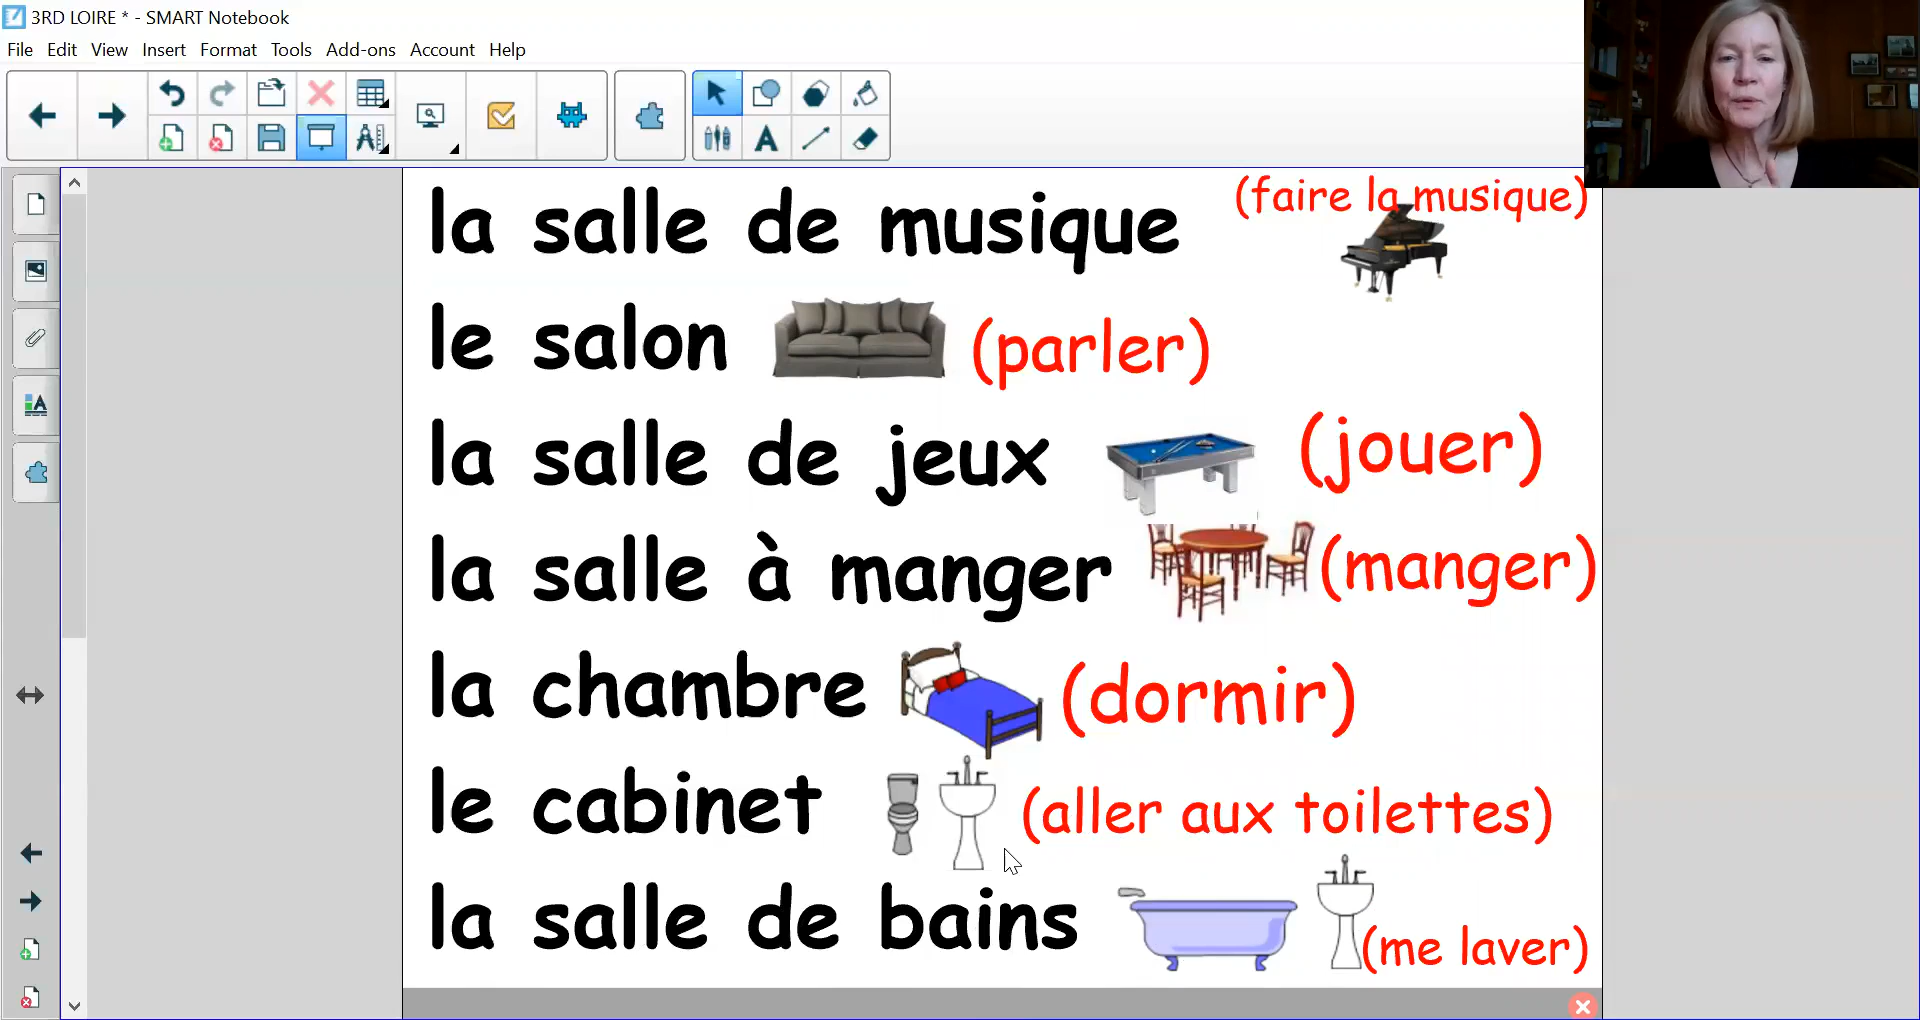 3RD LOIRE * - SMART Notebook
File Edit View Insert Format Tools Add-ons Account Help
la salle de musique (faire la musique)
le salon (parler)
la salle de jeux (jouer)
la salle à manger (manger)
la chambre (dormir)
le cabinet (aller aux toilettes)
la salle de bains (me laver)